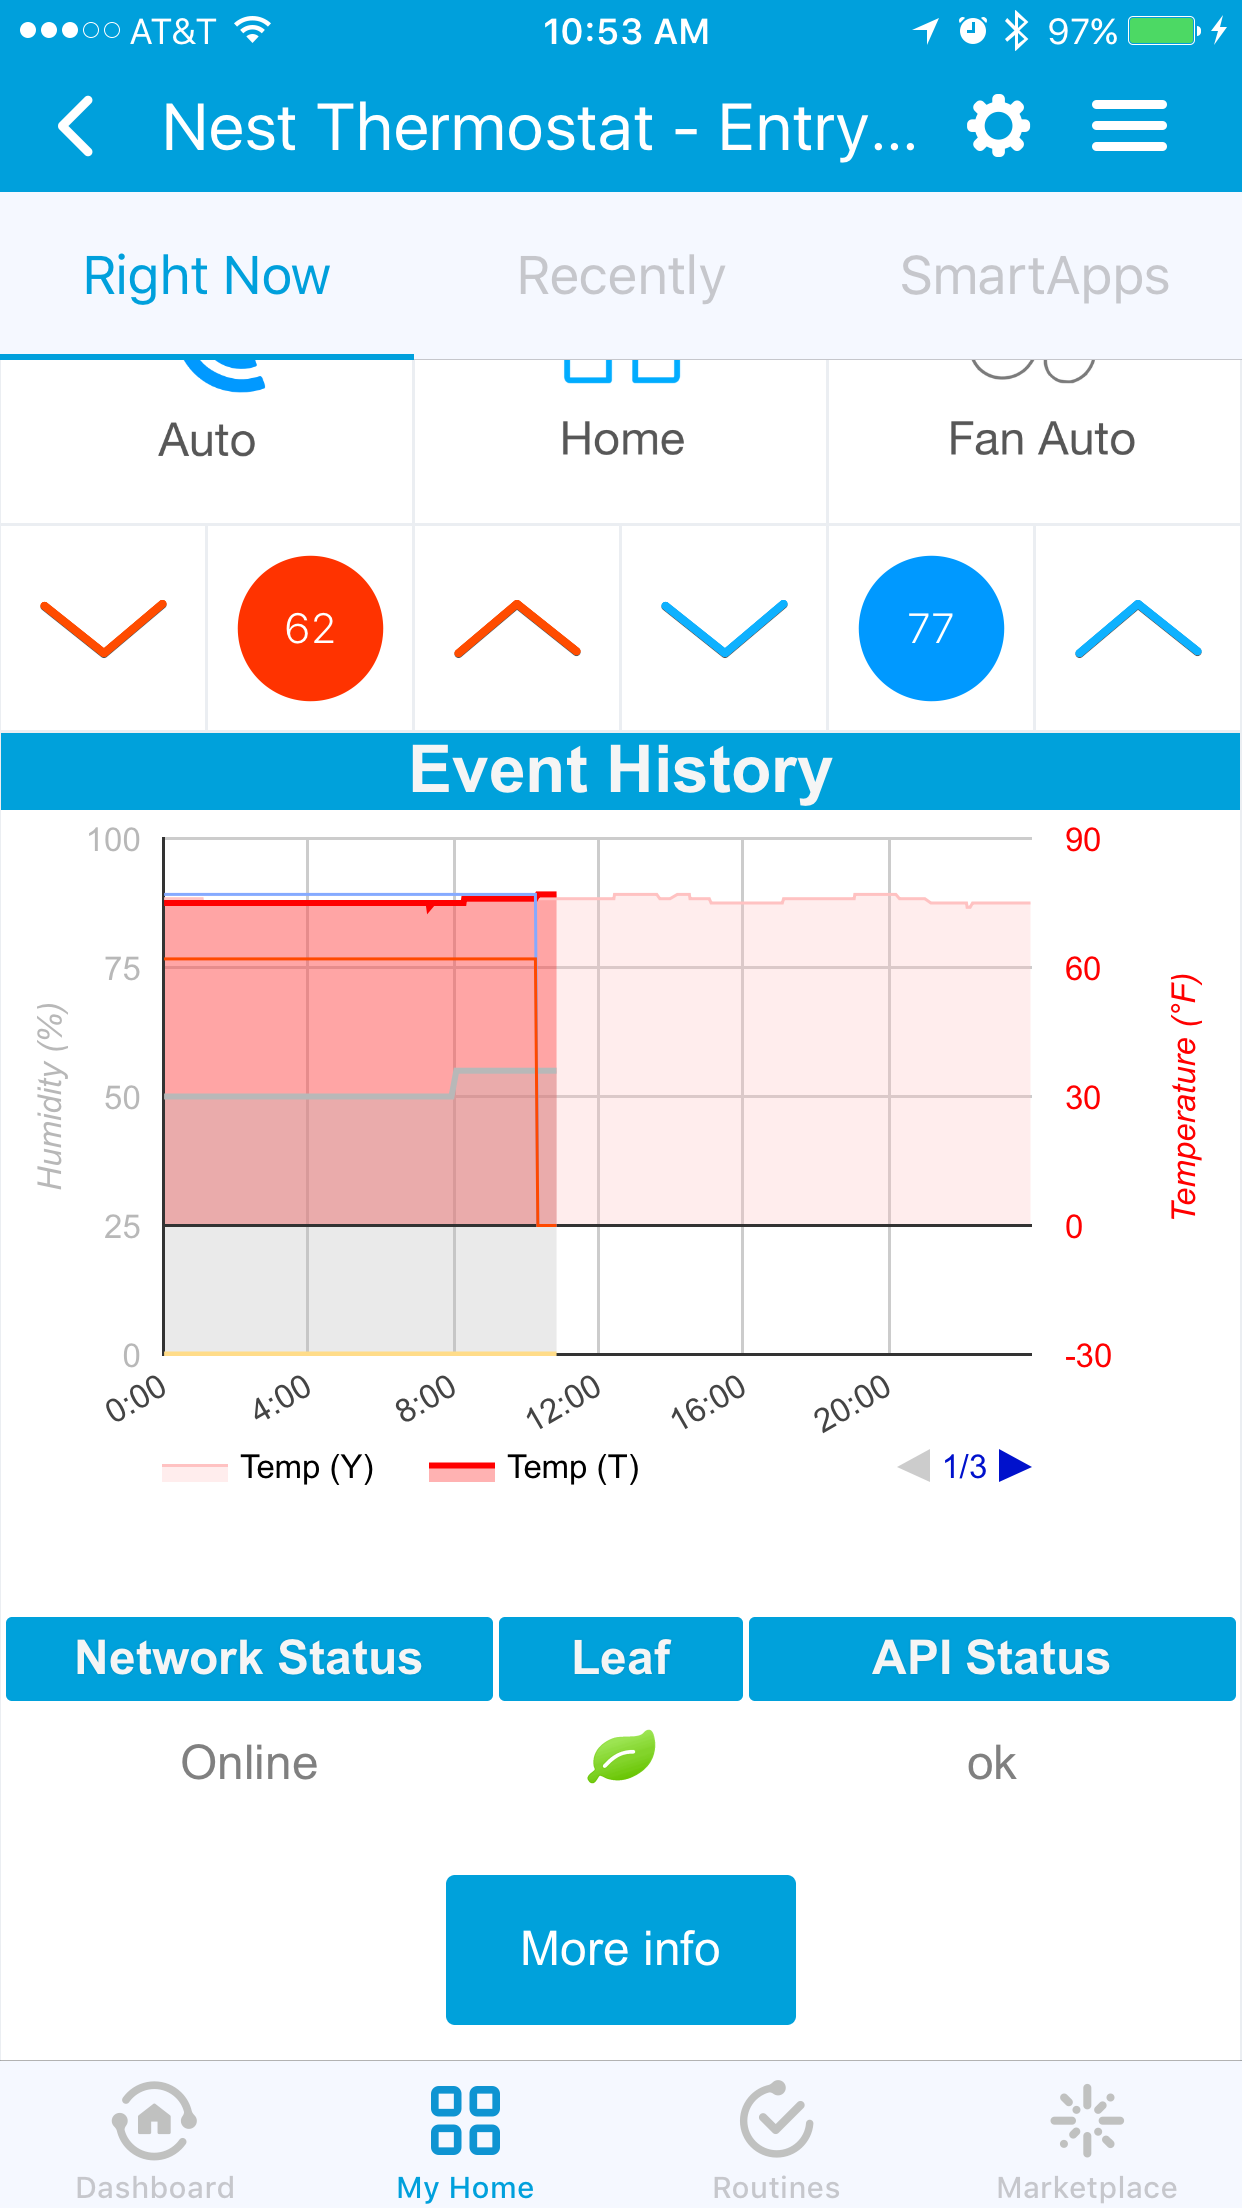 AT&T 10:53 AM 97%
Nest Thermostat - Entry...
Right Now Recently SmartApps
Auto Home Fan Auto
62 77
Event History
100 90
75 60
50 30
25 0
0 -30
Humidity (%)
Temperature (°F)
0:00 4:00 8:00 12:00 16:00 20:00
Temp (Y) Temp (T) 1/3
Network Status Leaf API Status
Online ok
More info
Dashboard My Home Routines Marketplace